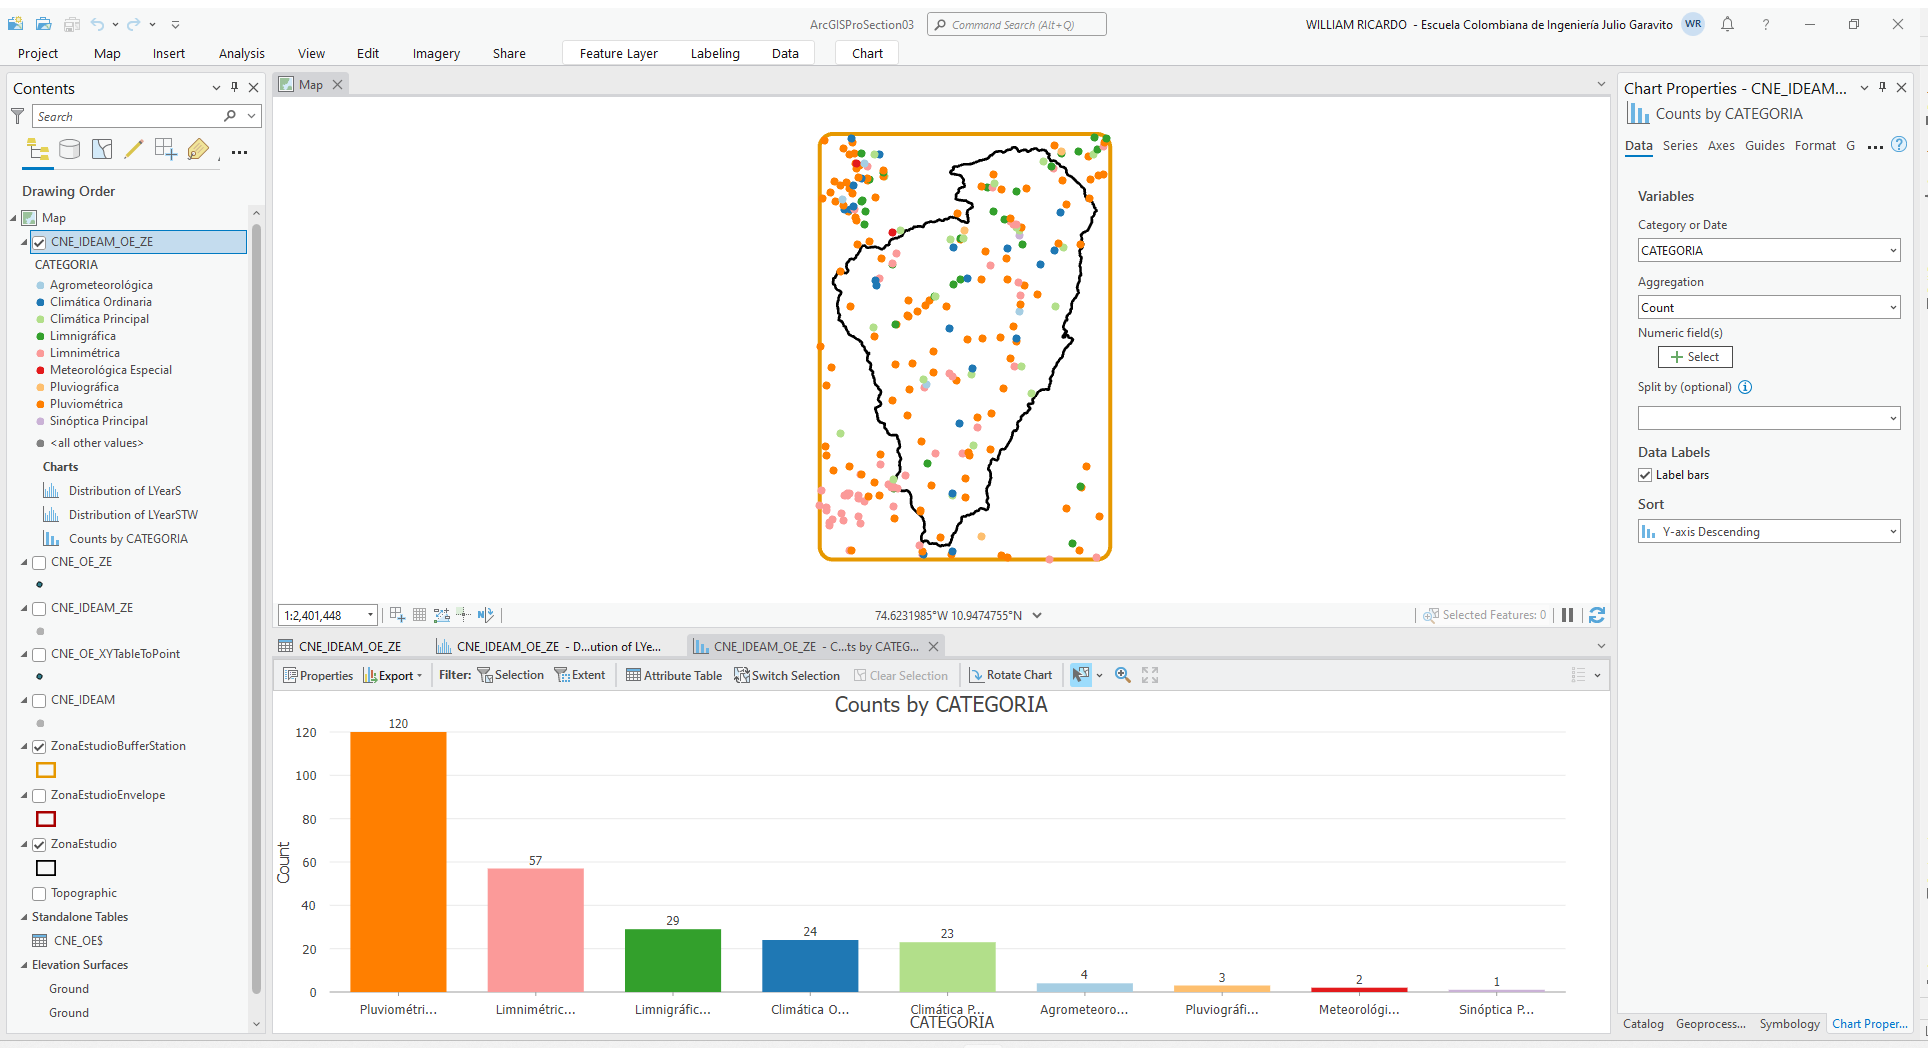 ArcGISProSection03
Command Search (Alt+Q)
WILLIAM RICARDO - Escuela Colombiana de Ingeniería Julio Garavito
WR
?
Project
Map
Insert
Analysis
View
Edit
Imagery
Share
Feature Layer
Labeling
Data
Chart
Contents
Search
Drawing Order
Map
CNE_IDEAM_OE_ZE
CATEGORIA
Agrometeorológica
Climática Ordinaria
Climática Principal
Limnigráfica
Limnimétrica
Meteorológica Especial
Pluviográfica
Pluviométrica
Sinóptica Principal
<all other values>
Charts
Distribution of LYearS
Distribution of LYearSTW
Counts by CATEGORIA
CNE_OE_ZE
CNE_IDEAM_ZE
CNE_OE_XYTableToPoint
CNE_IDEAM
ZonaEstudioBufferStation
ZonaEstudioEnvelope
ZonaEstudio
Topographic
Standalone Tables
CNE_OE$
Elevation Surfaces
Ground
Ground
Map
1:2,401,448
74.6231985°W 10.9474755°N
Selected Features: 0
CNE_IDEAM_OE_ZE
CNE_IDEAM_OE_ZE - D...ution of LYe...
CNE_IDEAM_OE_ZE - C...ts by CATEG...
Properties
Export
Filter:
Selection
Extent
Attribute Table
Switch Selection
Clear Selection
Rotate Chart
Counts by CATEGORIA
Count
120
100
80
60
40
20
0
120
57
29
24
23
4
3
2
1
Pluviométri...
Limnimétric...
Limnigráfic...
Climática O...
Climática P...
Agrometeoro...
Pluviográfi...
Meteorológi...
Sinóptica P...
CATEGORIA
Chart Properties - CNE_IDEAM...
Counts by CATEGORIA
Data
Series
Axes
Guides
Format
G
...
?
Variables
Category or Date
CATEGORIA
Aggregation
Count
Numeric field(s)
Select
Split by (optional)
Data Labels
Label bars
Sort
Y-axis Descending
Catalog
Geoprocess...
Symbology
Chart Proper...